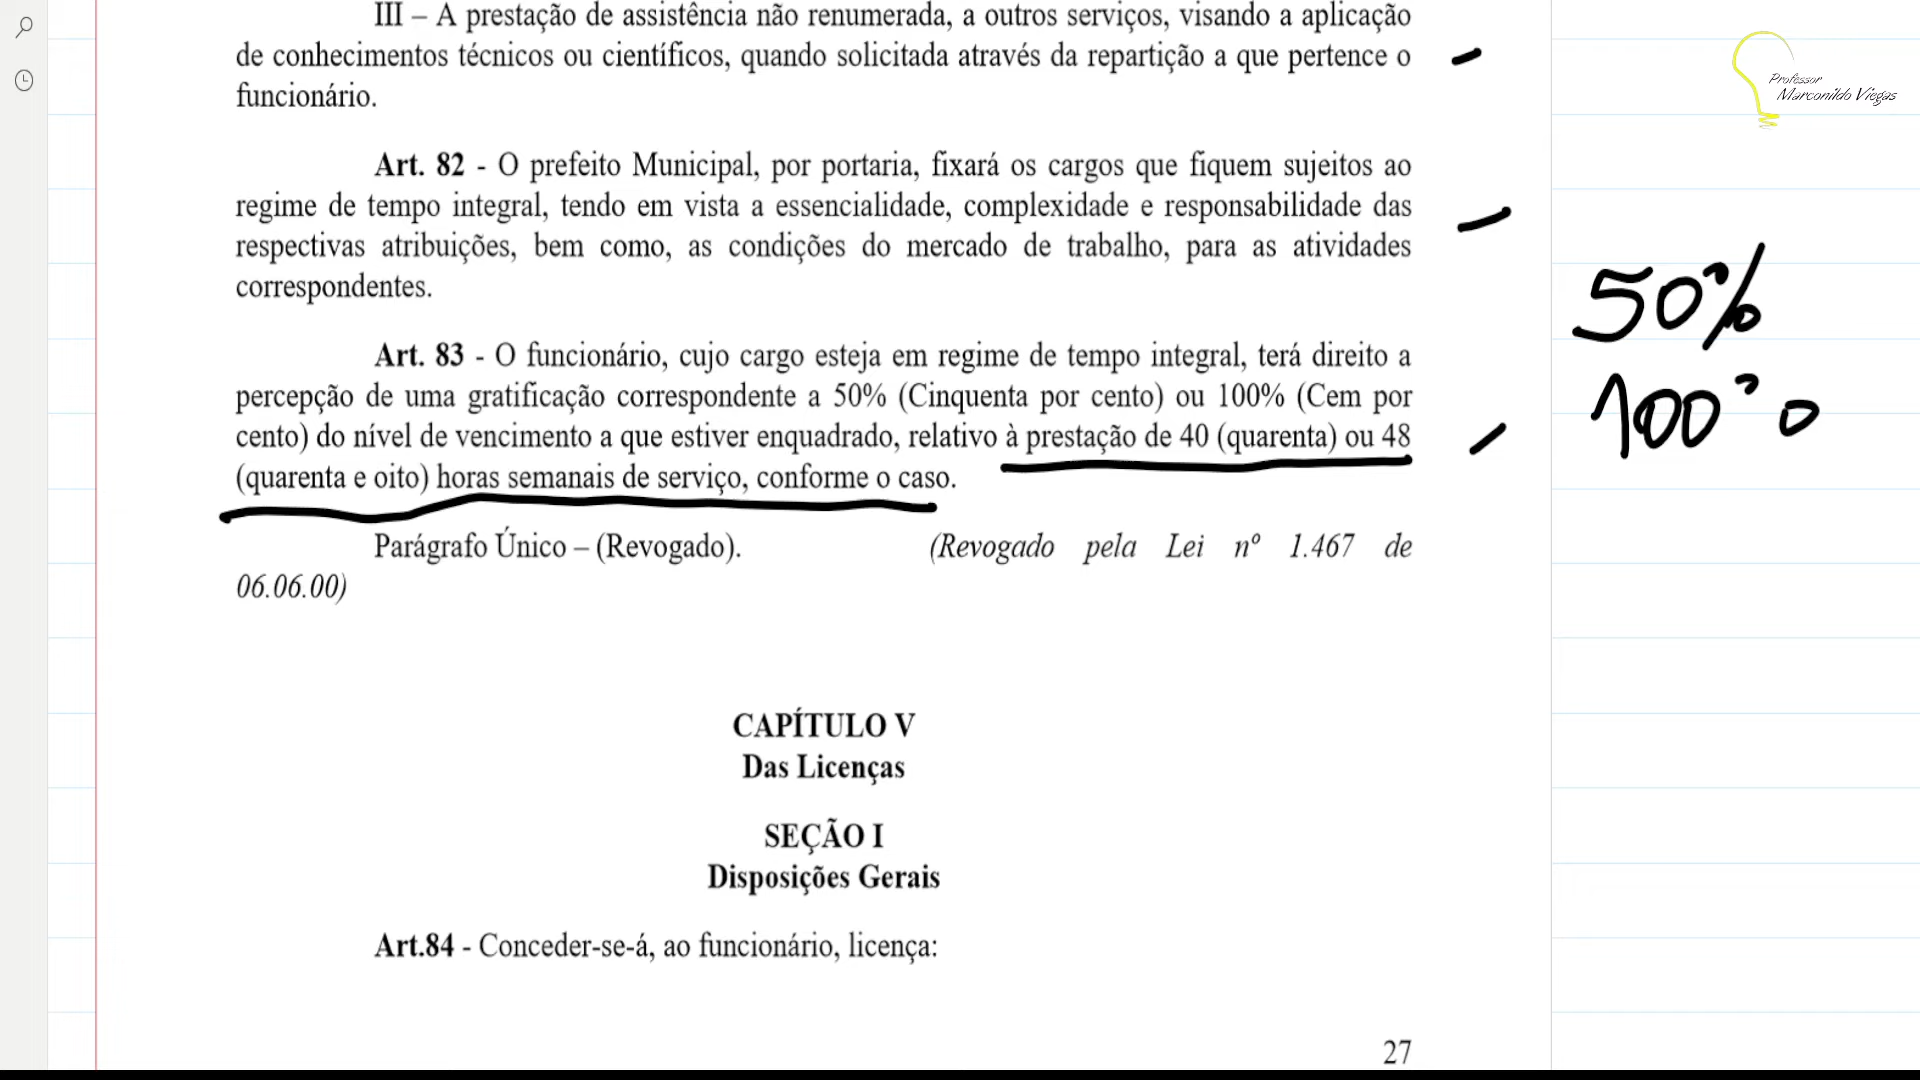 III – A prestação de assistência não renumerada, a outros serviços, visando a aplicação
de conhecimentos técnicos ou científicos, quando solicitada através da repartição a que pertence o
funcionário.
Professor
Marconildo Viegas
Art. 82 - O prefeito Municipal, por portaria, fixará os cargos que fiquem sujeitos ao
regime de tempo integral, tendo em vista a essencialidade, complexidade e responsabilidade das
respectivas atribuições, bem como, as condições do mercado de trabalho, para as atividades
correspondentes.
50%
100%
Art. 83 - O funcionário, cujo cargo esteja em regime de tempo integral, terá direito a
percepção de uma gratificação correspondente a 50% (Cinquenta por cento) ou 100% (Cem por
cento) do nível de vencimento a que estiver enquadrado, relativo à prestação de 40 (quarenta) ou 48
(quarenta e oito) horas semanais de serviço, conforme o caso.
Parágrafo Único – (Revogado). (Revogado pela Lei nº 1.467 de
06.06.00)
CAPÍTULO V
Das Licenças
SEÇÃO I
Disposições Gerais
Art.84 - Conceder-se-á, ao funcionário, licença:
27